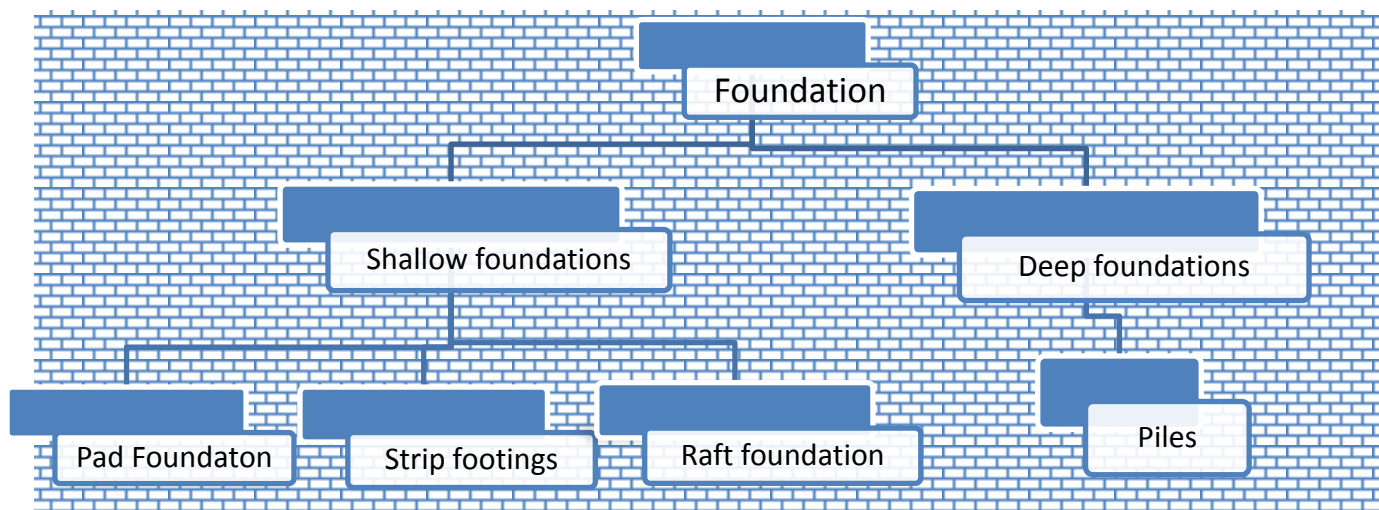 Foundation
Shallow foundations
Deep foundations
Pad Foundaton
Strip footings
Raft foundation
Piles